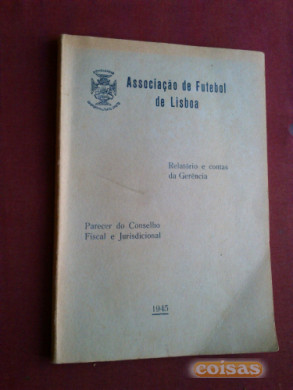 Associação de Futebol
de Lisboa
Relatório e contas
da Gerência
Parecer do Conselho
Fiscal e Jurisdicional
1945
coisas